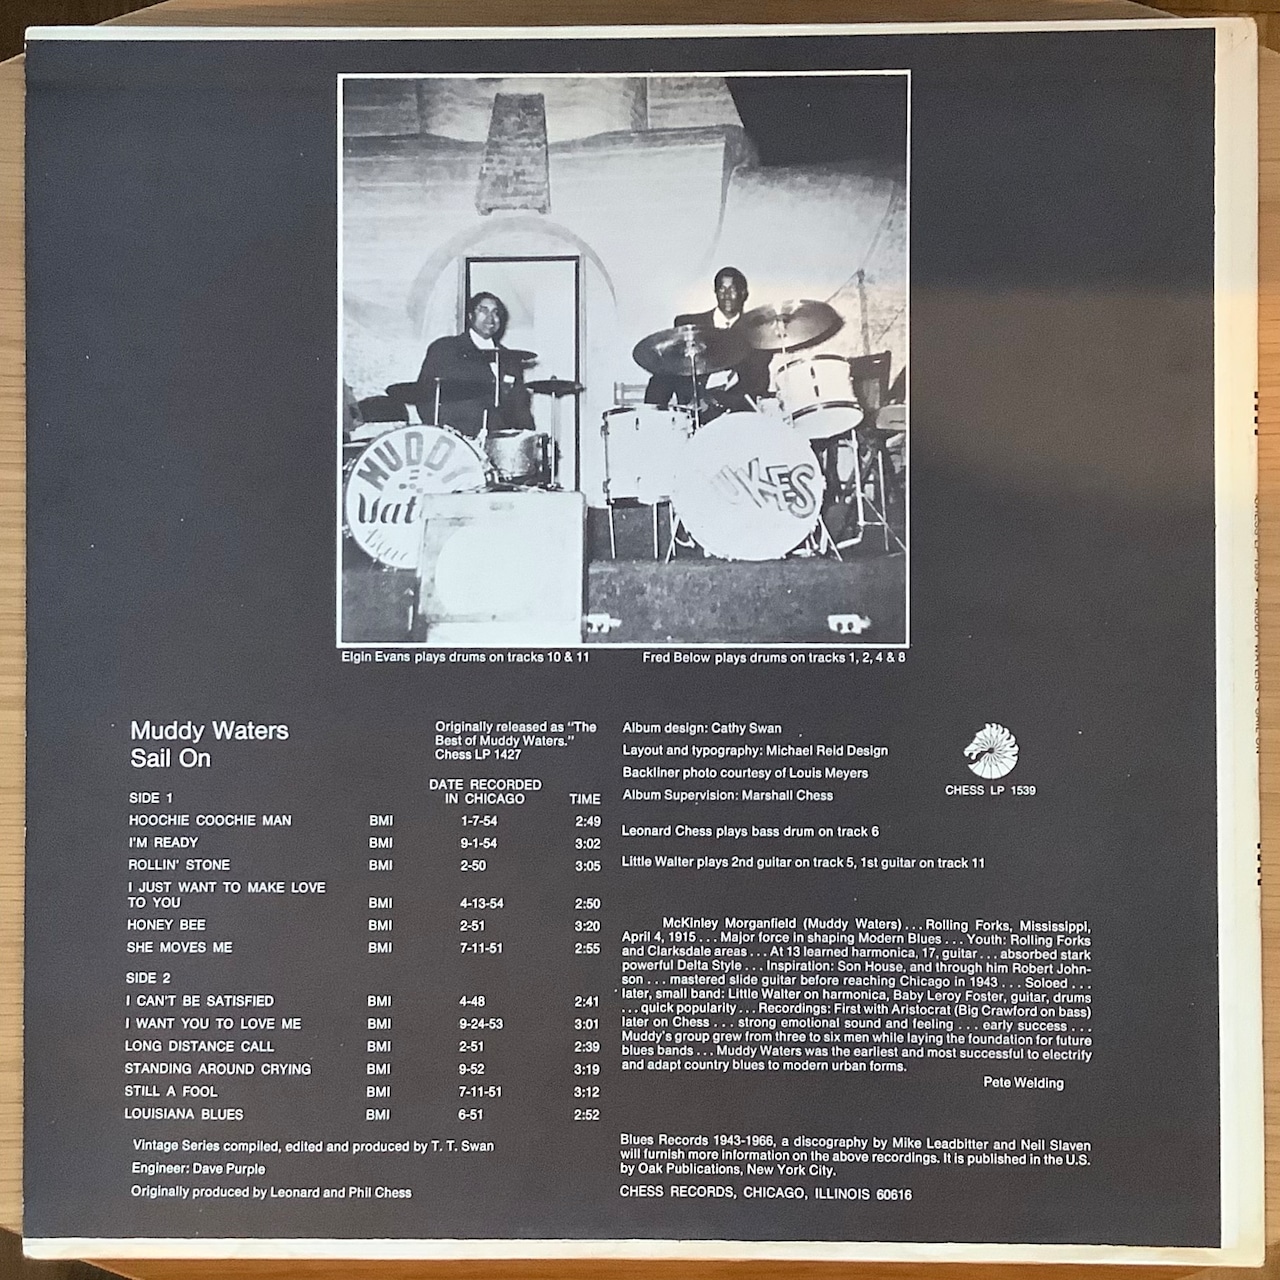 MUDDY
Wat
UKES
Elgin Evans plays drums on tracks 10 & 11
Fred Below plays drums on tracks 1, 2, 4 & 8
Muddy Waters
Sail On
Originally released as "The
Best of Muddy Waters."
Chess LP 1427
DATE RECORDED
IN CHICAGO
TIME
SIDE 1
HOOCHIE COOCHIE MAN BMI 1-7-54 2:49
I'M READY BMI 9-1-54 3:02
ROLLIN' STONE BMI 2-50 3:05
I JUST WANT TO MAKE LOVE
TO YOU BMI 4-13-54 2:50
HONEY BEE BMI 2-51 3:20
SHE MOVES ME BMI 7-11-51 2:55
SIDE 2
I CAN'T BE SATISFIED BMI 4-48 2:41
I WANT YOU TO LOVE ME BMI 9-24-53 3:01
LONG DISTANCE CALL BMI 2-51 2:39
STANDING AROUND CRYING BMI 9-52 3:19
STILL A FOOL BMI 7-11-51 3:12
LOUISIANA BLUES BMI 6-51 2:52
Vintage Series compiled, edited and produced by T. T. Swan
Engineer: Dave Purple
Originally produced by Leonard and Phil Chess
Album design: Cathy Swan
Layout and typography: Michael Reid Design
Backliner photo courtesy of Louis Meyers
Album Supervision: Marshall Chess
CHESS LP 1539
Leonard Chess plays bass drum on track 6
Little Walter plays 2nd guitar on track 5, 1st guitar on track 11
McKinley Morganfield (Muddy Waters) ... Rolling Forks, Mississippi,
April 4, 1915 ... Major force in shaping Modern Blues ... Youth: Rolling Forks
and Clarksdale areas ... At 13 learned harmonica, 17, guitar ... absorbed stark
powerful Delta Style ... Inspiration: Son House, and through him Robert John-
son ... mastered slide guitar before reaching Chicago in 1943 ... Soloed ...
later, small band: Little Walter on harmonica, Baby Leroy Foster, guitar, drums
... quick popularity ... Recordings: First with Aristocrat (Big Crawford on bass)
later on Chess ... strong emotional sound and feeling ... early success ...
Muddy's group grew from three to six men while laying the foundation for future
blues bands ... Muddy Waters was the earliest and most successful to electrify
and adapt country blues to modern urban forms.
Pete Welding
Blues Records 1943-1966, a discography by Mike Leadbitter and Neil Slaven
will furnish more information on the above recordings. It is published in the U.S.
by Oak Publications, New York City.
CHESS RECORDS, CHICAGO, ILLINOIS 60616